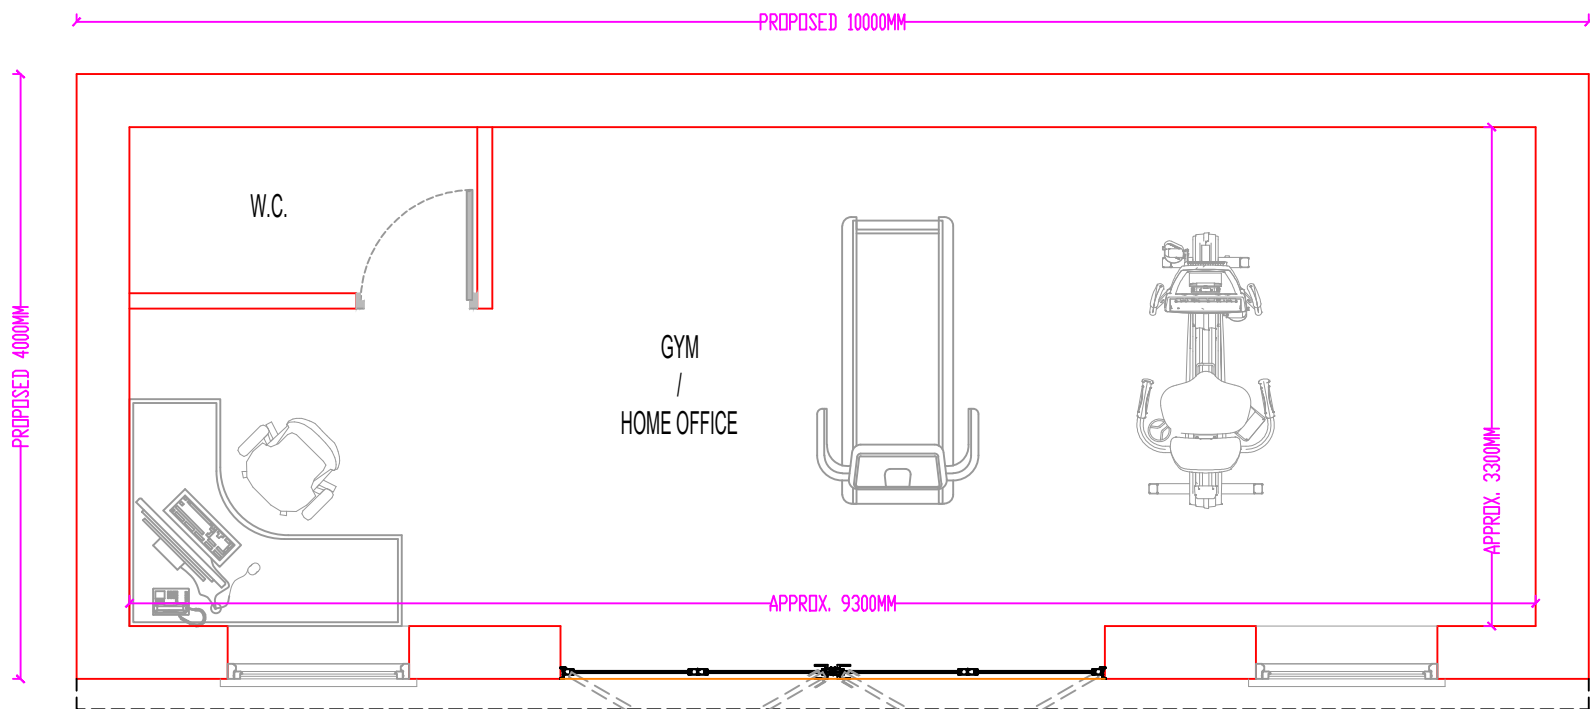 PROPOSED 10000MM
W.C.
PROPOSED 4000MM
GYM
/
HOME OFFICE
APPROX. 3300MM
APPROX. 9300MM